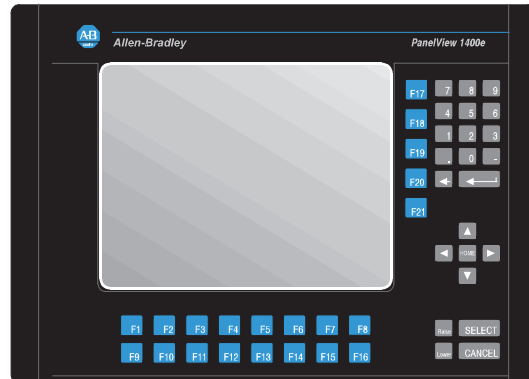 A·B
Allen-Bradley PanelView 1400e
F17 7 8 9
F18 4 5 6
F19 1 2 3
F20 . 0 -
F21
HOME
F1 F2 F3 F4 F5 F6 F7 F8
Raise SELECT
F9 F10 F11 F12 F13 F14 F15 F16
Lower CANCEL